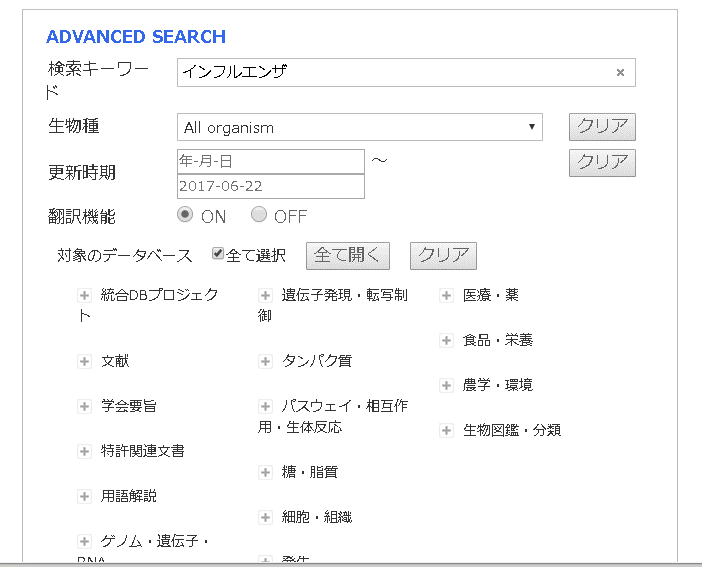 ADVANCED SEARCH
検索キーワー
ド
インフルエンザ ×
生物種
All organism
クリア
更新時期
年-月-日
～
クリア
2017-06-22
翻訳機能
ON
OFF
対象のデータベース
全て選択
全て開く
クリア
統合DBプロジェク
ト
文献
学会要旨
特許関連文書
用語解説
ゲノム・遺伝子・
RNA
遺伝子発現・転写制
御
タンパク質
パスウェイ・相互作
用・生体反応
糖・脂質
細胞・組織
発生
医療・薬
食品・栄養
農学・環境
生物図鑑・分類